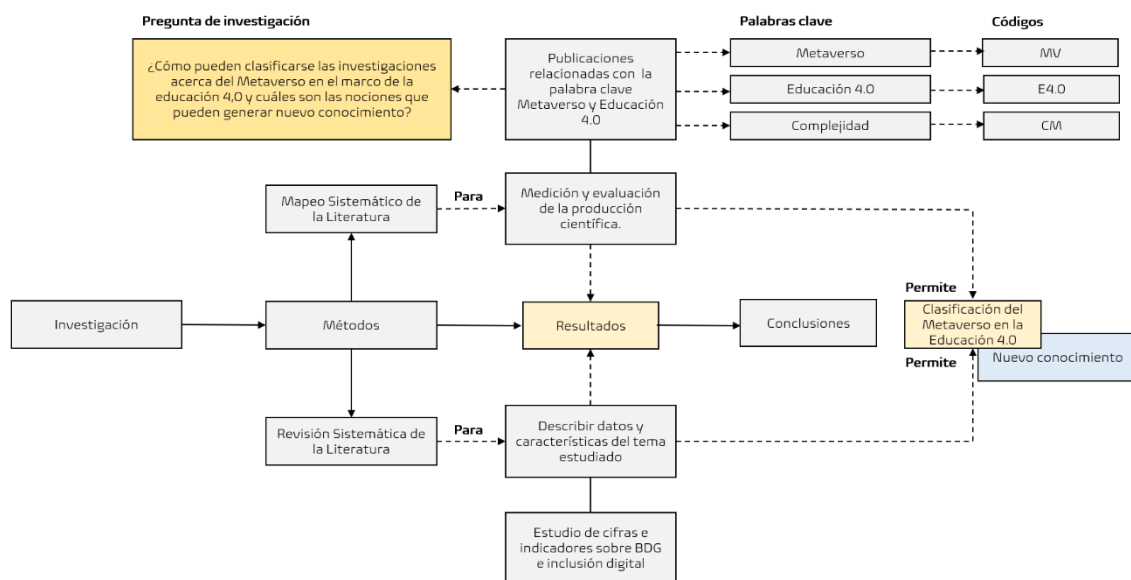 Pregunta de investigación
Palabras clave
Códigos
¿Cómo pueden clasificarse las investigaciones
acerca del Metaverso en el marco de la
educación 4,0 y cuáles son las nociones que
pueden generar nuevo conocimiento?
Publicaciones
relacionadas con la
palabra clave
Metaverso y Educación
4.0
Metaverso
MV
Educación 4.0
E4.0
Complejidad
CM
Mapeo Sistemático de
la Literatura
Para
Medición y evaluación
de la producción
científica.
Investigación
Métodos
Resultados
Conclusiones
Permite
Clasificación del
Metaverso en la
Educación 4.0
Permite
Nuevo conocimiento
Revisión Sistemática de
la Literatura
Para
Describir datos y
características del tema
estudiado
Estudio de cifras e
indicadores sobre BDG
e inclusión digital